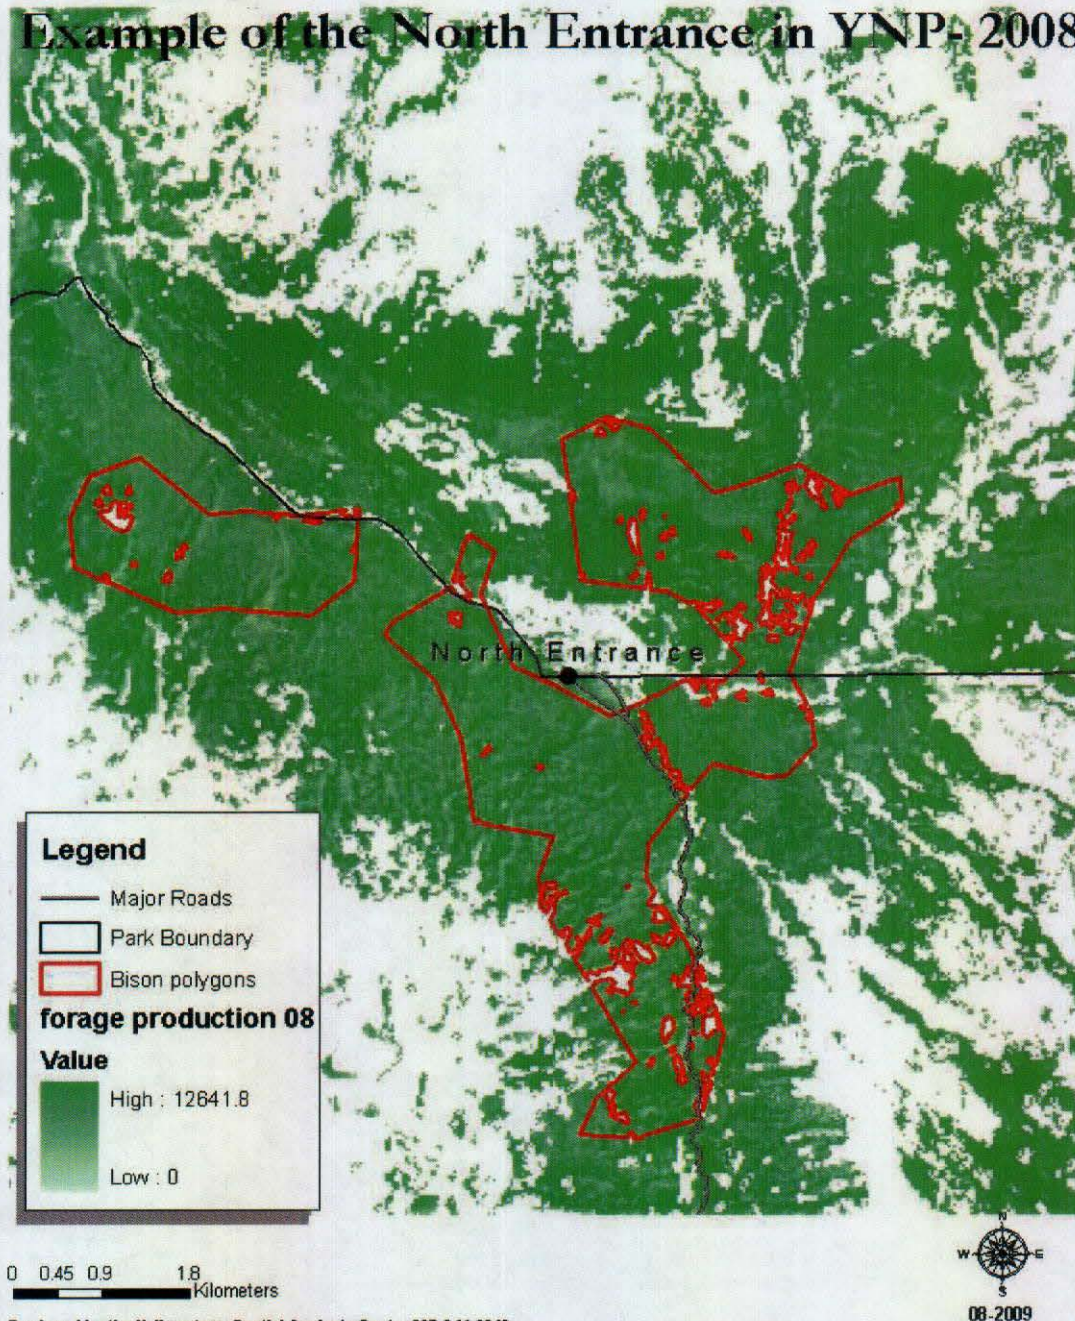 Example of the North Entrance in YNP- 2008
North Entrance
Legend
Major Roads
Park Boundary
Bison polygons
forage production 08
Value
High : 12641.8
Low : 0
0 0.45 0.9 1.8
Kilometers
N
W E
S
08-2009